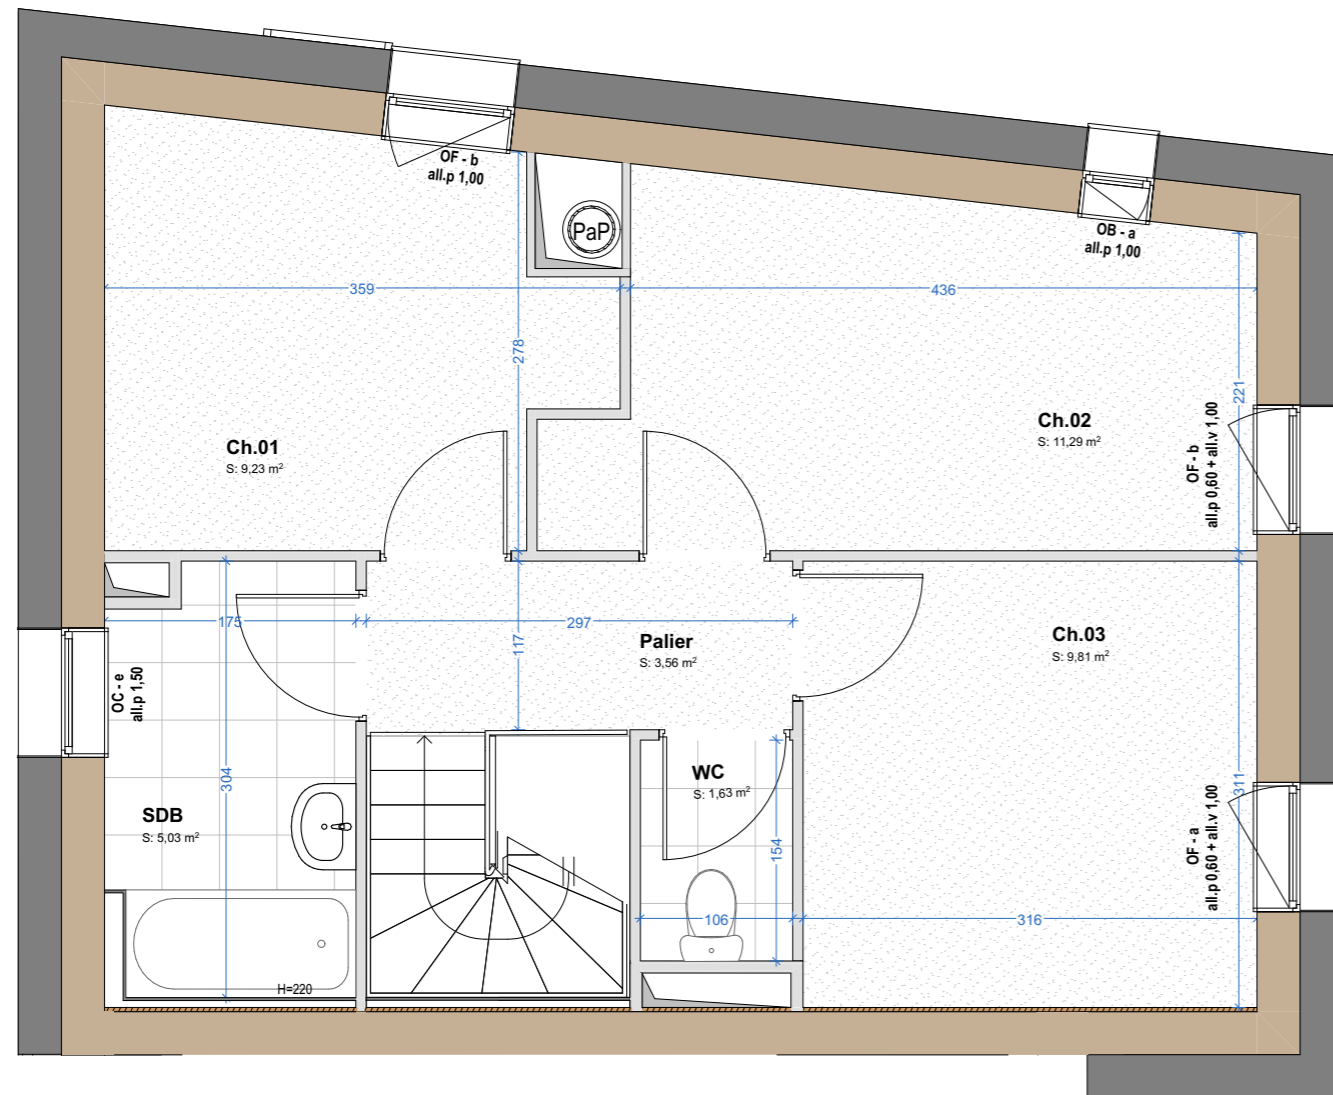 OF - b
all.p 1,00
PaP
OB - a
all.p 1,00
359
436
278
221
Ch.01
S: 9,23 m²
Ch.02
S: 11,29 m²
OF - b
all.p 0,60 + all.v 1,00
175
297
117
Palier
S: 3,56 m²
Ch.03
S: 9,81 m²
OC - e
all.p 1,50
304
WC
S: 1,63 m²
SDB
S: 5,03 m²
154
311
OF - a
all.p 0,60 + all.v 1,00
106
316
H=220